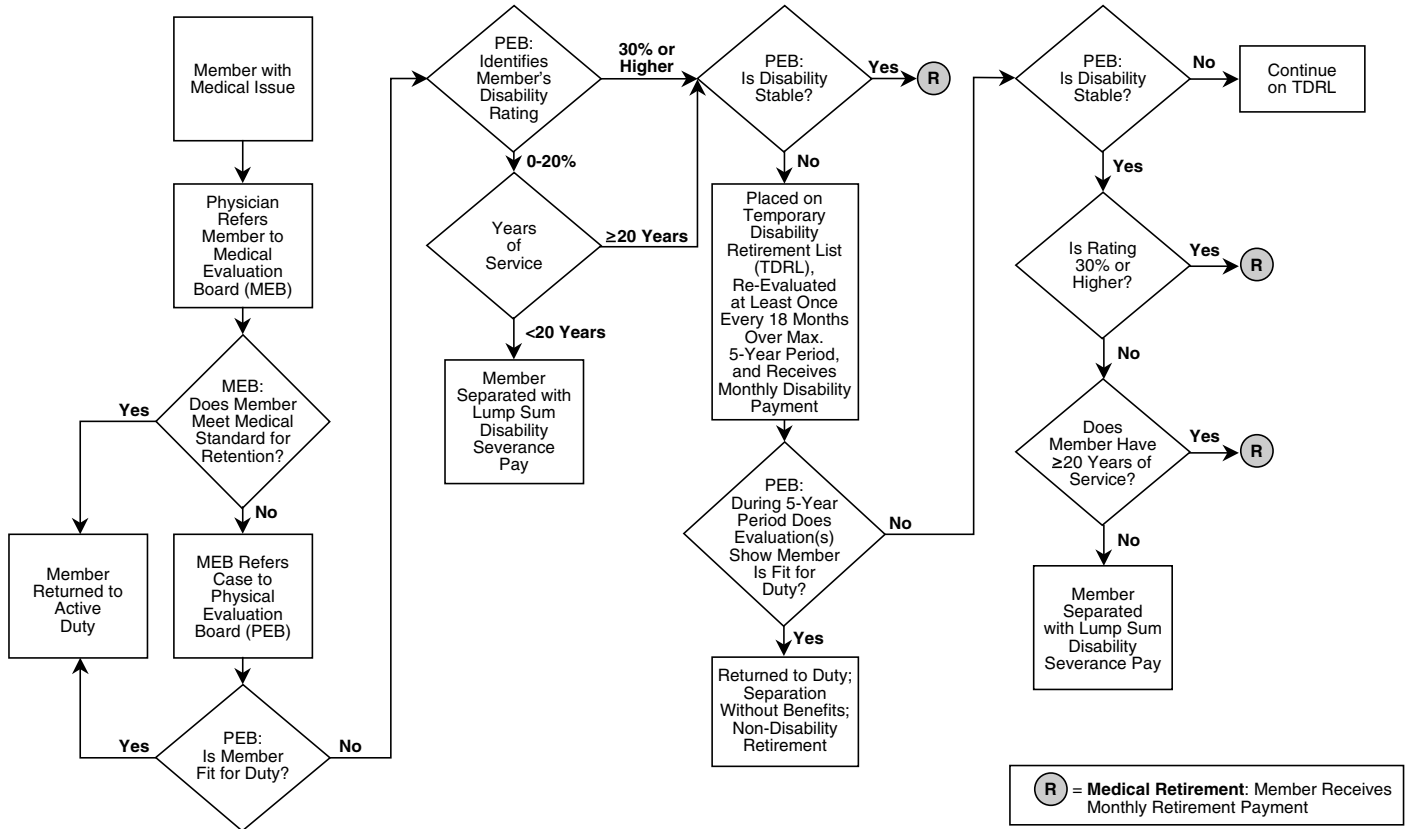 Member with
Medical Issue
Physician
Refers
Member to
Medical
Evaluation
Board (MEB)
MEB:
Does Member
Meet Medical
Standard for
Retention?
Yes
No
Member
Returned to
Active
Duty
MEB Refers
Case to
Physical
Evaluation
Board (PEB)
PEB:
Is Member
Fit for Duty?
Yes
No
PEB:
Identifies
Member's
Disability
Rating
30% or
Higher
0-20%
Years
of
Service
≥20 Years
<20 Years
Member
Separated with
Lump Sum
Disability
Severance
Pay
PEB:
Is Disability
Stable?
Yes
R
No
Placed on
Temporary
Disability
Retirement List
(TDRL),
Re-Evaluated
at Least Once
Every 18 Months
Over Max.
5-Year Period,
and Receives
Monthly Disability
Payment
PEB:
During 5-Year
Period Does
Evaluation(s)
Show Member
Is Fit for
Duty?
No
Yes
Returned to Duty;
Separation
Without Benefits;
Non-Disability
Retirement
PEB:
Is Disability
Stable?
No
Continue
on TDRL
Yes
Is Rating
30% or
Higher?
Yes
R
No
Does
Member Have
≥20 Years of
Service?
Yes
R
No
Member
Separated
with Lump Sum
Disability
Severance Pay
R = Medical Retirement: Member Receives
Monthly Retirement Payment